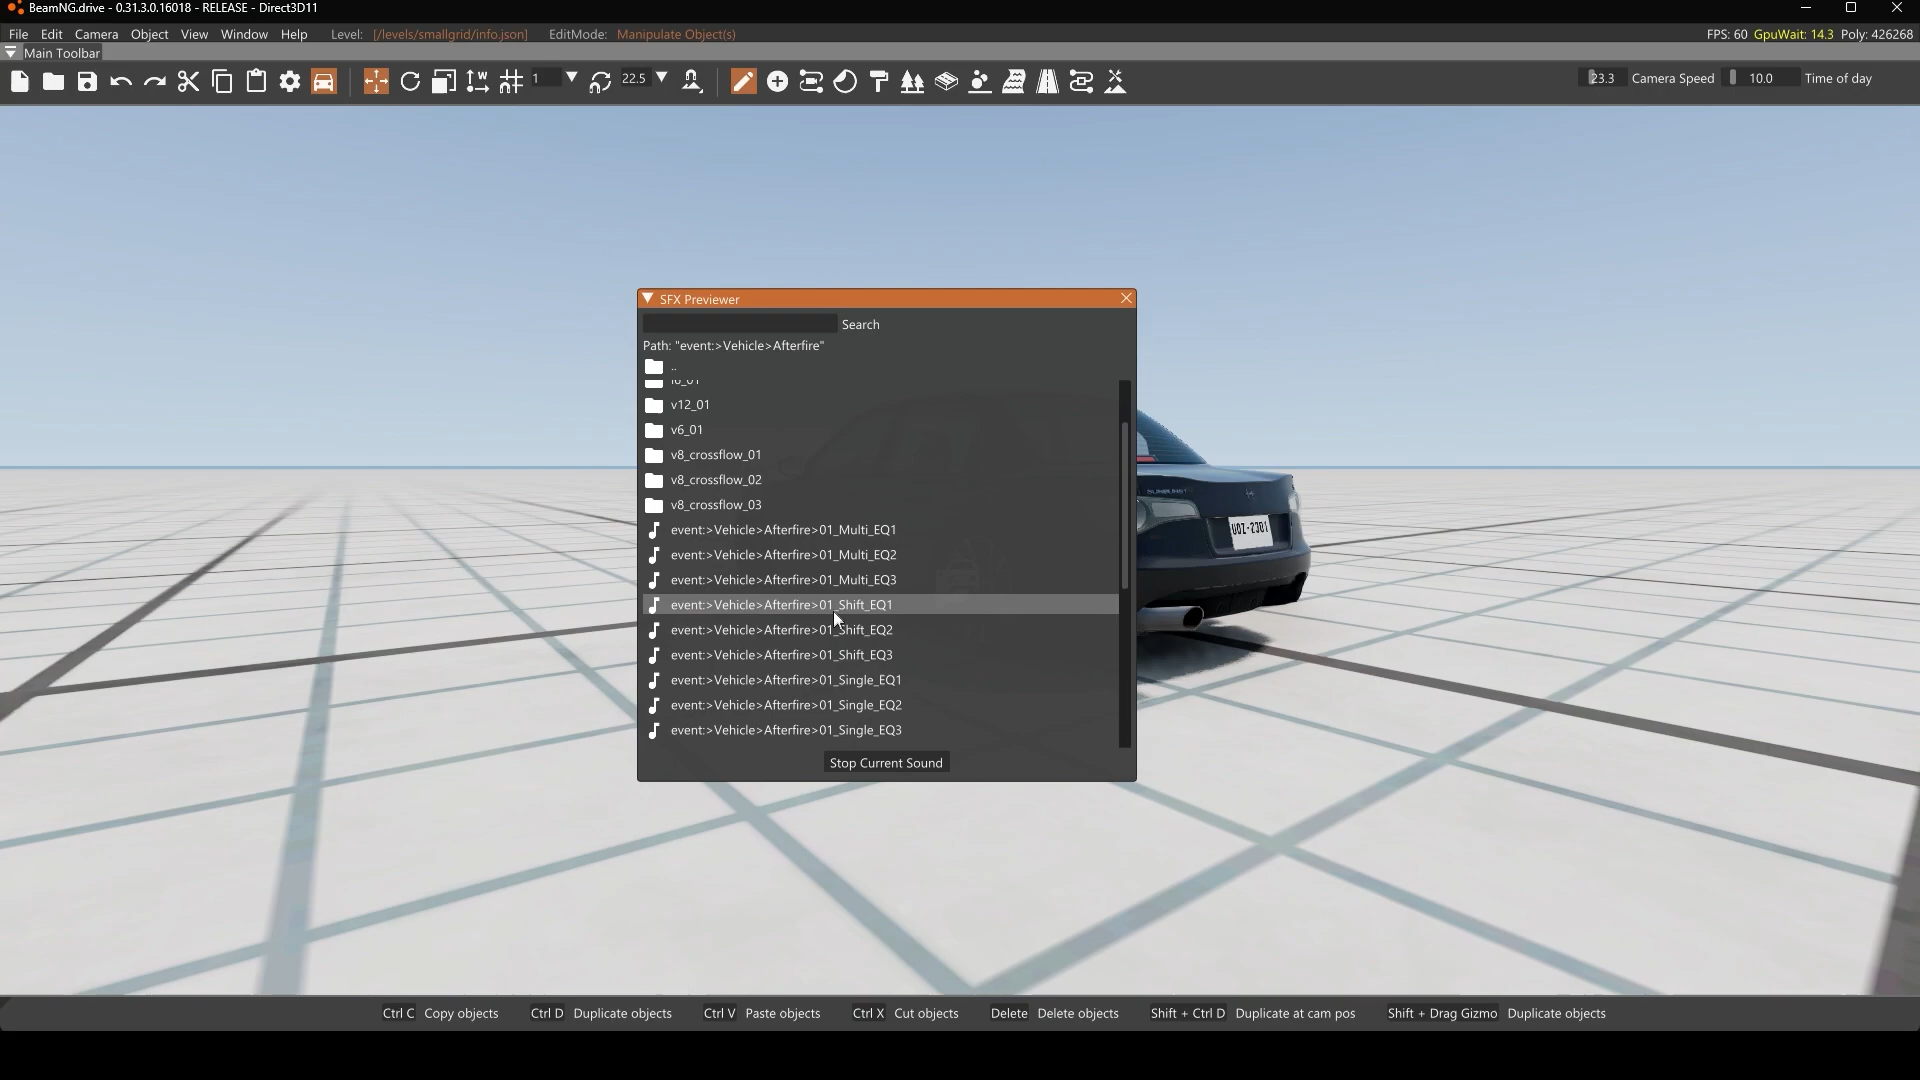 BeamNG.drive - 0.31.3.0.16018 - RELEASE - Direct3D11
File Edit Camera Object View Window Help Level: [/levels/smallgrid/info.json] EditMode: Manipulate Object(s) FPS: 60 GpuWait: 14.3 Poly: 426268
Main Toolbar
1 22.5 23.3 Camera Speed 10.0 Time of day
SFX Previewer
Search
Path: "event:>Vehicle>Afterfire"
..
v12_01
v6_01
v8_crossflow_01
v8_crossflow_02
v8_crossflow_03
event:>Vehicle>Afterfire>01_Multi_EQ1
event:>Vehicle>Afterfire>01_Multi_EQ2
event:>Vehicle>Afterfire>01_Multi_EQ3
event:>Vehicle>Afterfire>01_Shift_EQ1
event:>Vehicle>Afterfire>01_Shift_EQ2
event:>Vehicle>Afterfire>01_Shift_EQ3
event:>Vehicle>Afterfire>01_Single_EQ1
event:>Vehicle>Afterfire>01_Single_EQ2
event:>Vehicle>Afterfire>01_Single_EQ3
Stop Current Sound
UOZ-2301
Ctrl C Copy objects Ctrl D Duplicate objects Ctrl V Paste objects Ctrl X Cut objects Delete Delete objects Shift + Ctrl D Duplicate at cam pos Shift + Drag Gizmo Duplicate objects